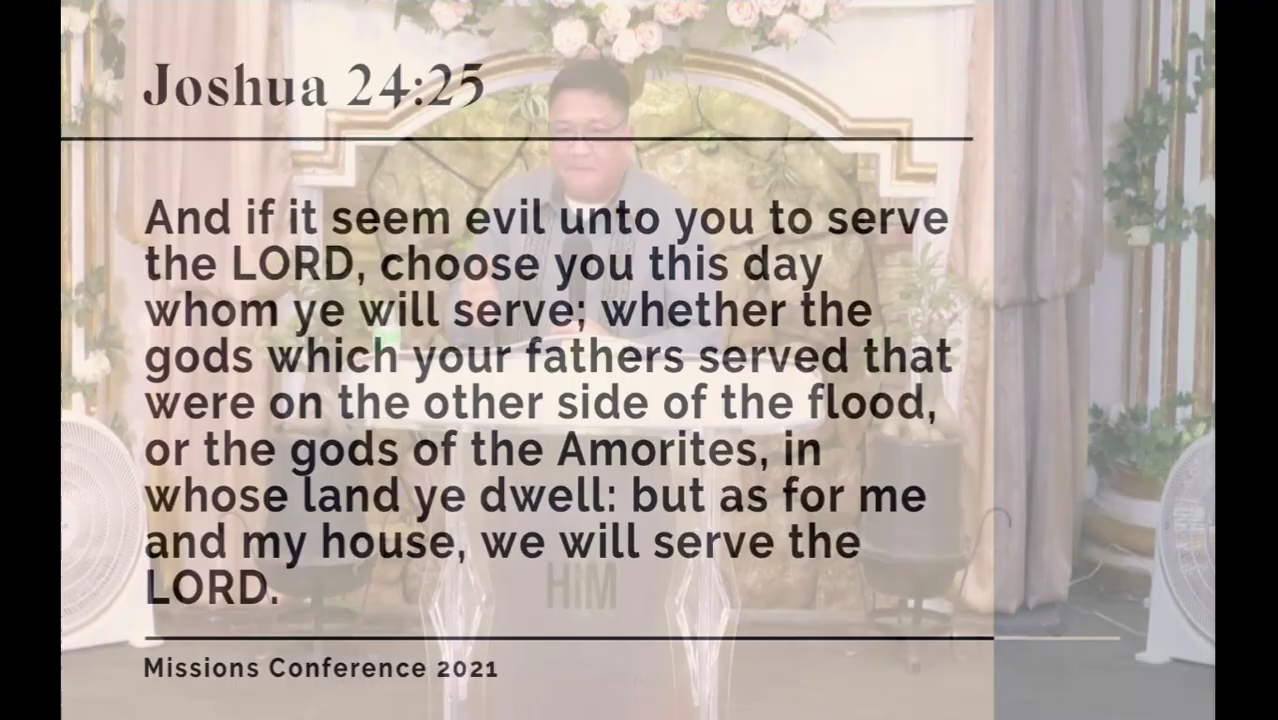 Joshua 24:25
And if it seem evil unto you to serve
the LORD, choose you this day
whom ye will serve; whether the
gods which your fathers served that
were on the other side of the flood,
or the gods of the Amorites, in
whose land ye dwell: but as for me
and my house, we will serve the
LORD.
HIM
Missions Conference 2021